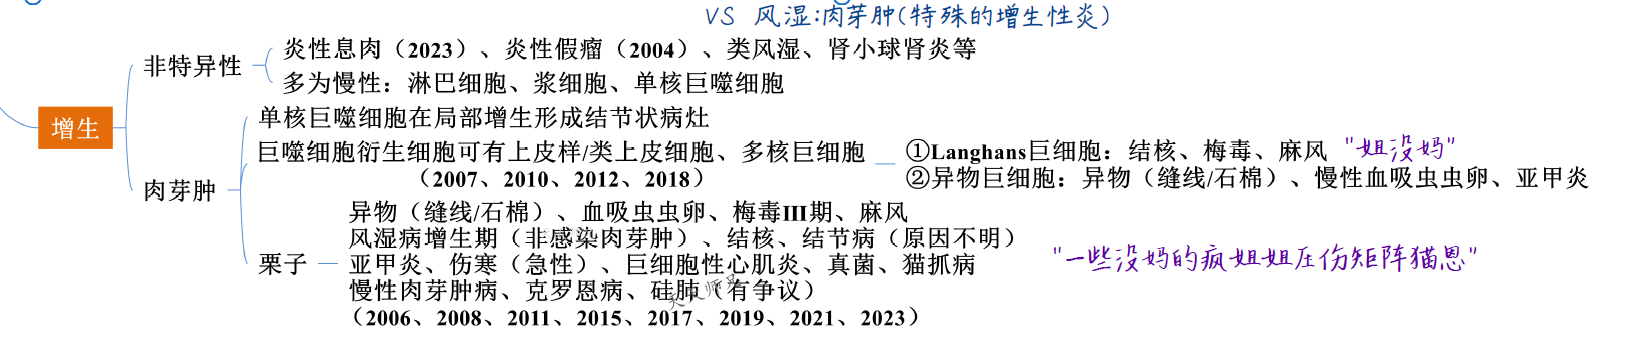 VS 风湿:肉芽肿(特殊的增生性炎)
增生
非特异性
炎性息肉（2023）、炎性假瘤（2004）、类风湿、肾小球肾炎等
多为慢性：淋巴细胞、浆细胞、单核巨噬细胞
肉芽肿
单核巨噬细胞在局部增生形成结节状病灶
巨噬细胞衍生细胞可有上皮样/类上皮细胞、多核巨细胞
（2007、2010、2012、2018）
①Langhans巨细胞：结核、梅毒、麻风 "姐没妈"
②异物巨细胞：异物（缝线/石棉）、慢性血吸虫虫卵、亚甲炎
栗子
异物（缝线/石棉）、血吸虫虫卵、梅毒III期、麻风
风湿病增生期（非感染肉芽肿）、结核、结节病（原因不明）
亚甲炎、伤寒（急性）、巨细胞性心肌炎、真菌、猫抓病
慢性肉芽肿病、克罗恩病、硅肺（有争议）
（2006、2008、2011、2015、2017、2019、2021、2023）
"一些没妈的疯姐姐压伤矩阵猫恩"